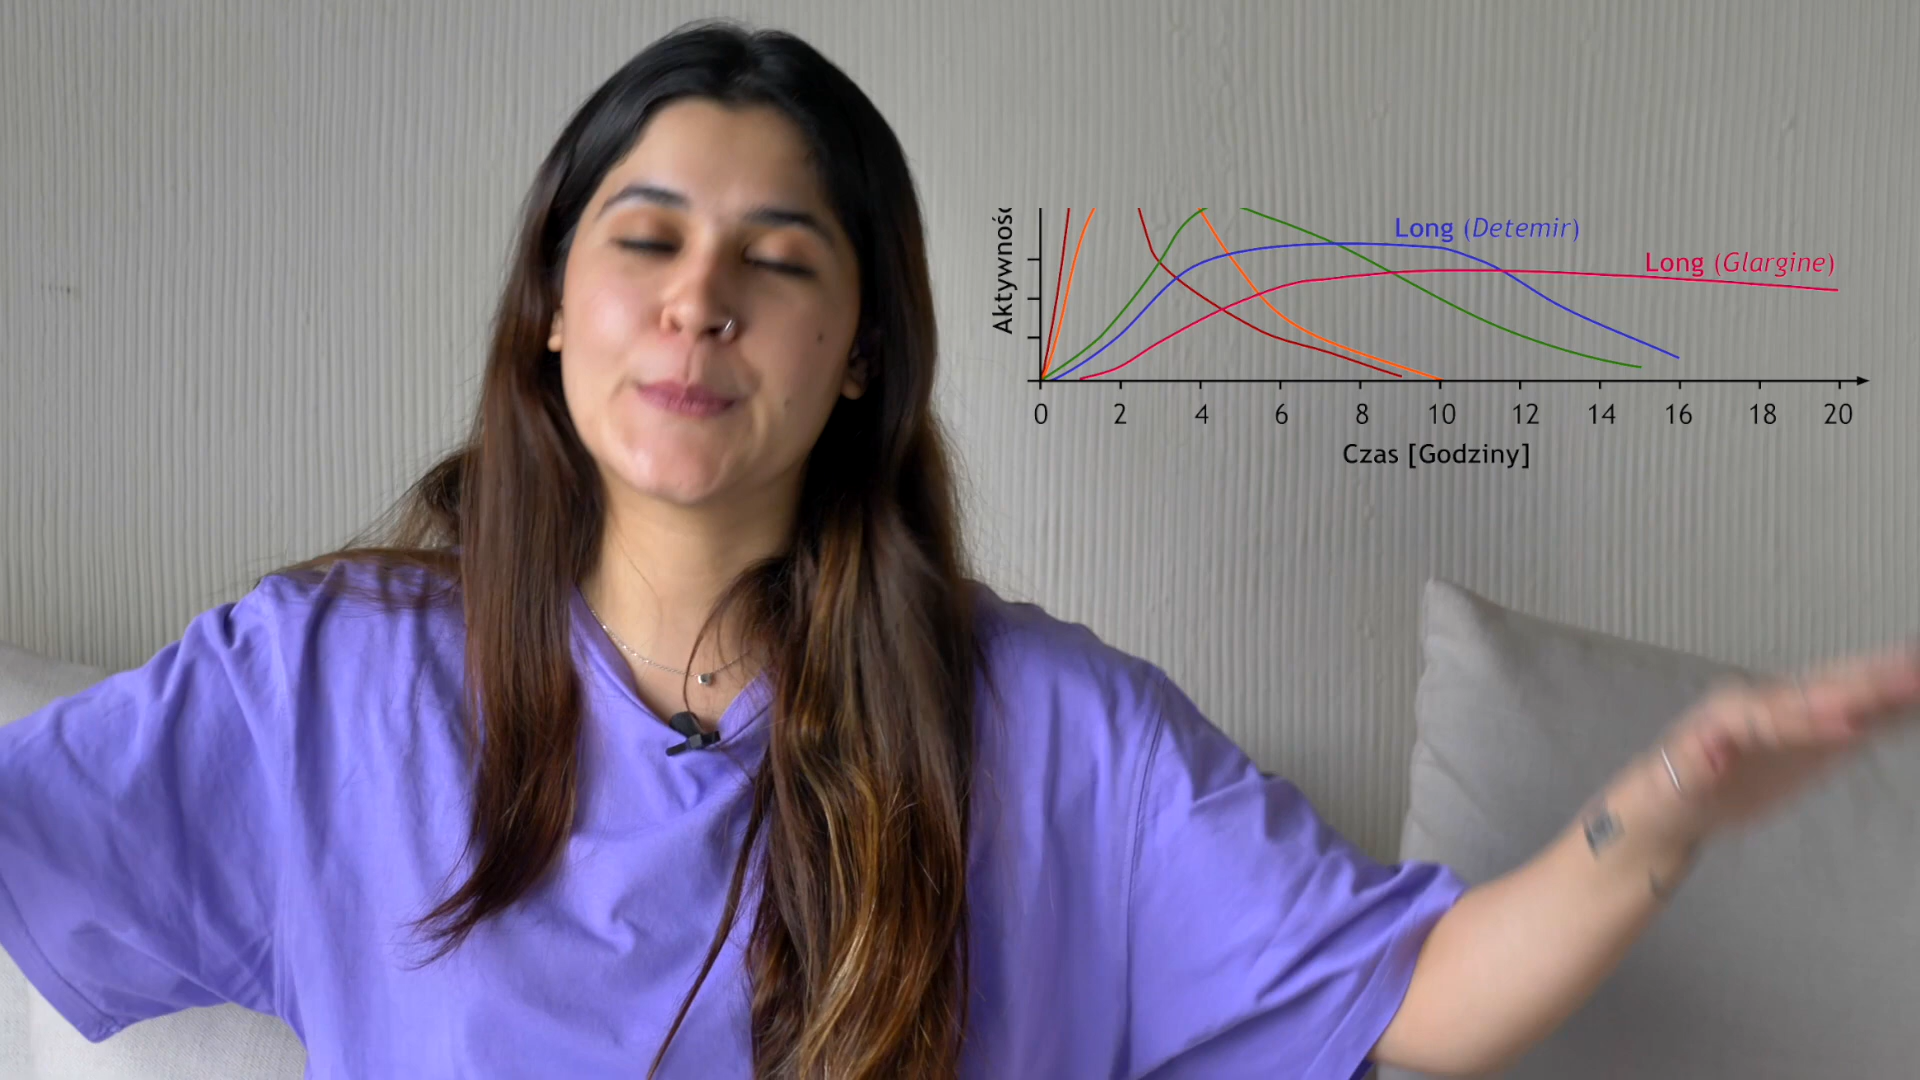 Long (Detemir)
Long (Glargine)
Aktywnoś
0 2 4 6 8 10 12 14 16 18 20
Czas [Godziny]